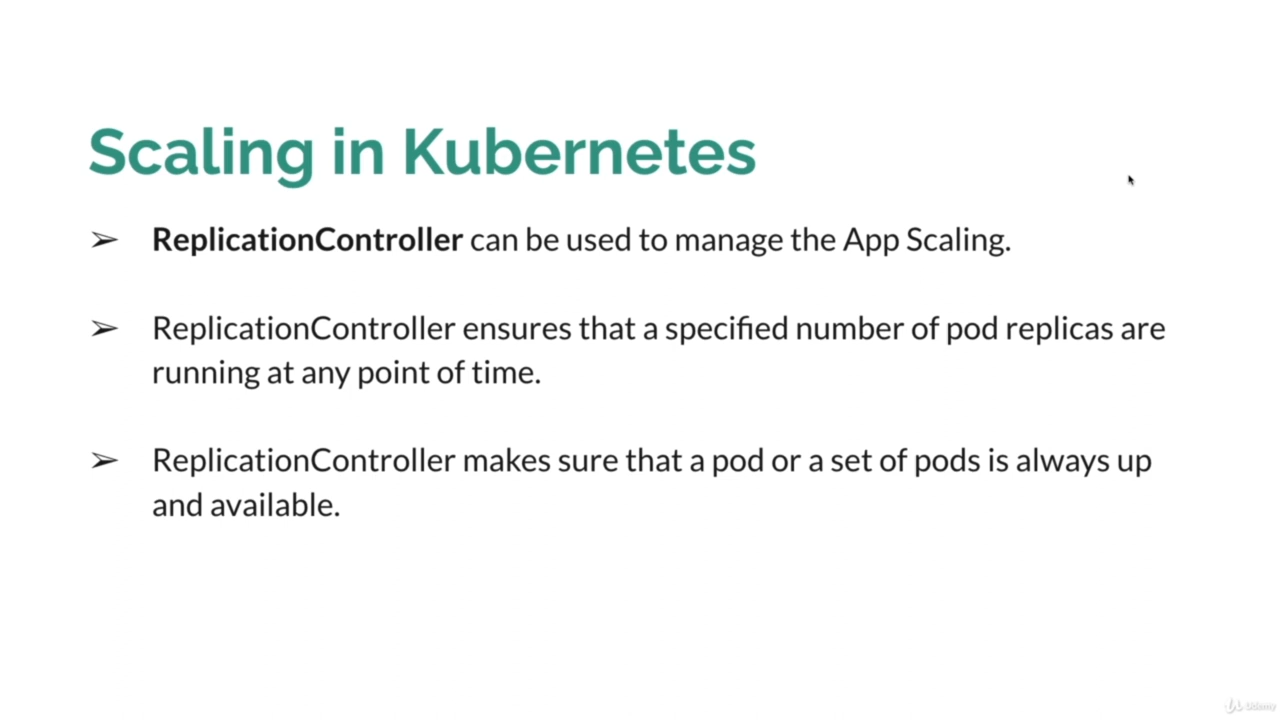 Scaling in Kubernetes
➢ ReplicationController can be used to manage the App Scaling.
➢ ReplicationController ensures that a specified number of pod replicas are
running at any point of time.
➢ ReplicationController makes sure that a pod or a set of pods is always up
and available.
Udemy